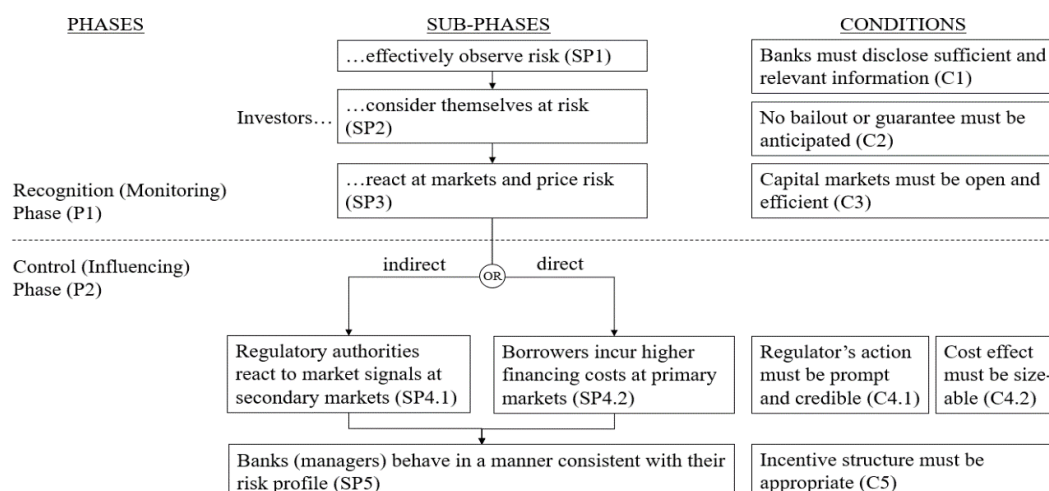 PHASES
SUB-PHASES
CONDITIONS
…effectively observe risk (SP1)
Banks must disclose sufficient and
relevant information (C1)
Investors…
…consider themselves at risk
(SP2)
No bailout or guarantee must be
anticipated (C2)
Recognition (Monitoring)
Phase (P1)
…react at markets and price risk
(SP3)
Capital markets must be open and
efficient (C3)
Control (Influencing)
Phase (P2)
indirect
OR
direct
Regulatory authorities
react to market signals at
secondary markets (SP4.1)
Borrowers incur higher
financing costs at primary
markets (SP4.2)
Regulator’s action
must be prompt
and credible (C4.1)
Cost effect
must be size-
able (C4.2)
Banks (managers) behave in a manner consistent with their
risk profile (SP5)
Incentive structure must be
appropriate (C5)